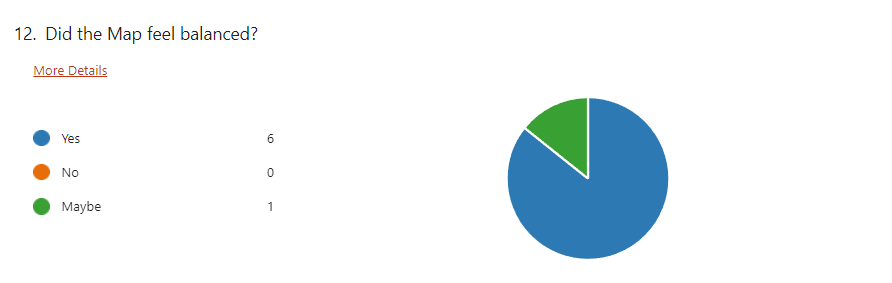 12. Did the Map feel balanced?
More Details
Yes 6
No 0
Maybe 1